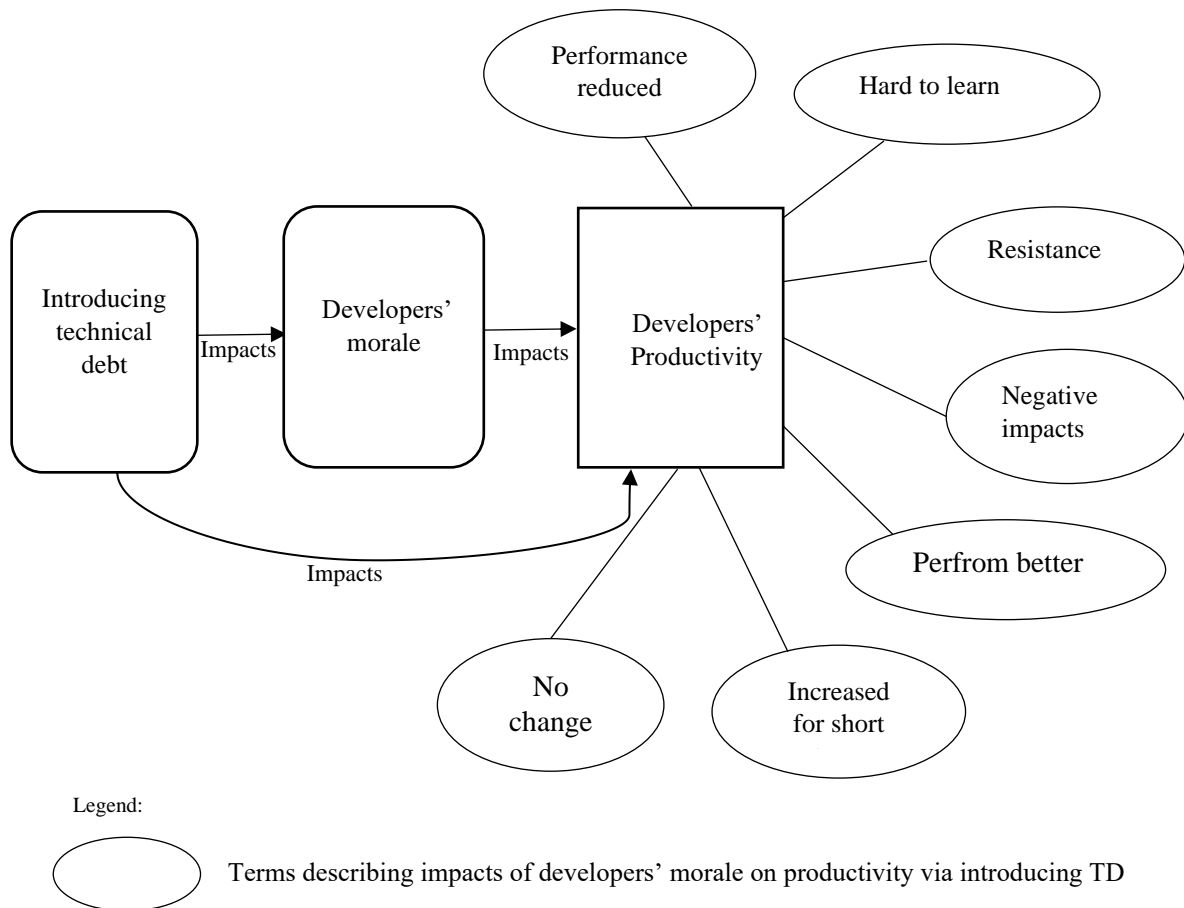 Performance
reduced
Hard to learn
Resistance
Introducing
technical
debt
Impacts
Developers’
morale
Impacts
Developers’
Productivity
Negative
impacts
Perfrom better
Impacts
No
change
Increased
for short
Legend:
Terms describing impacts of developers’ morale on productivity via introducing TD